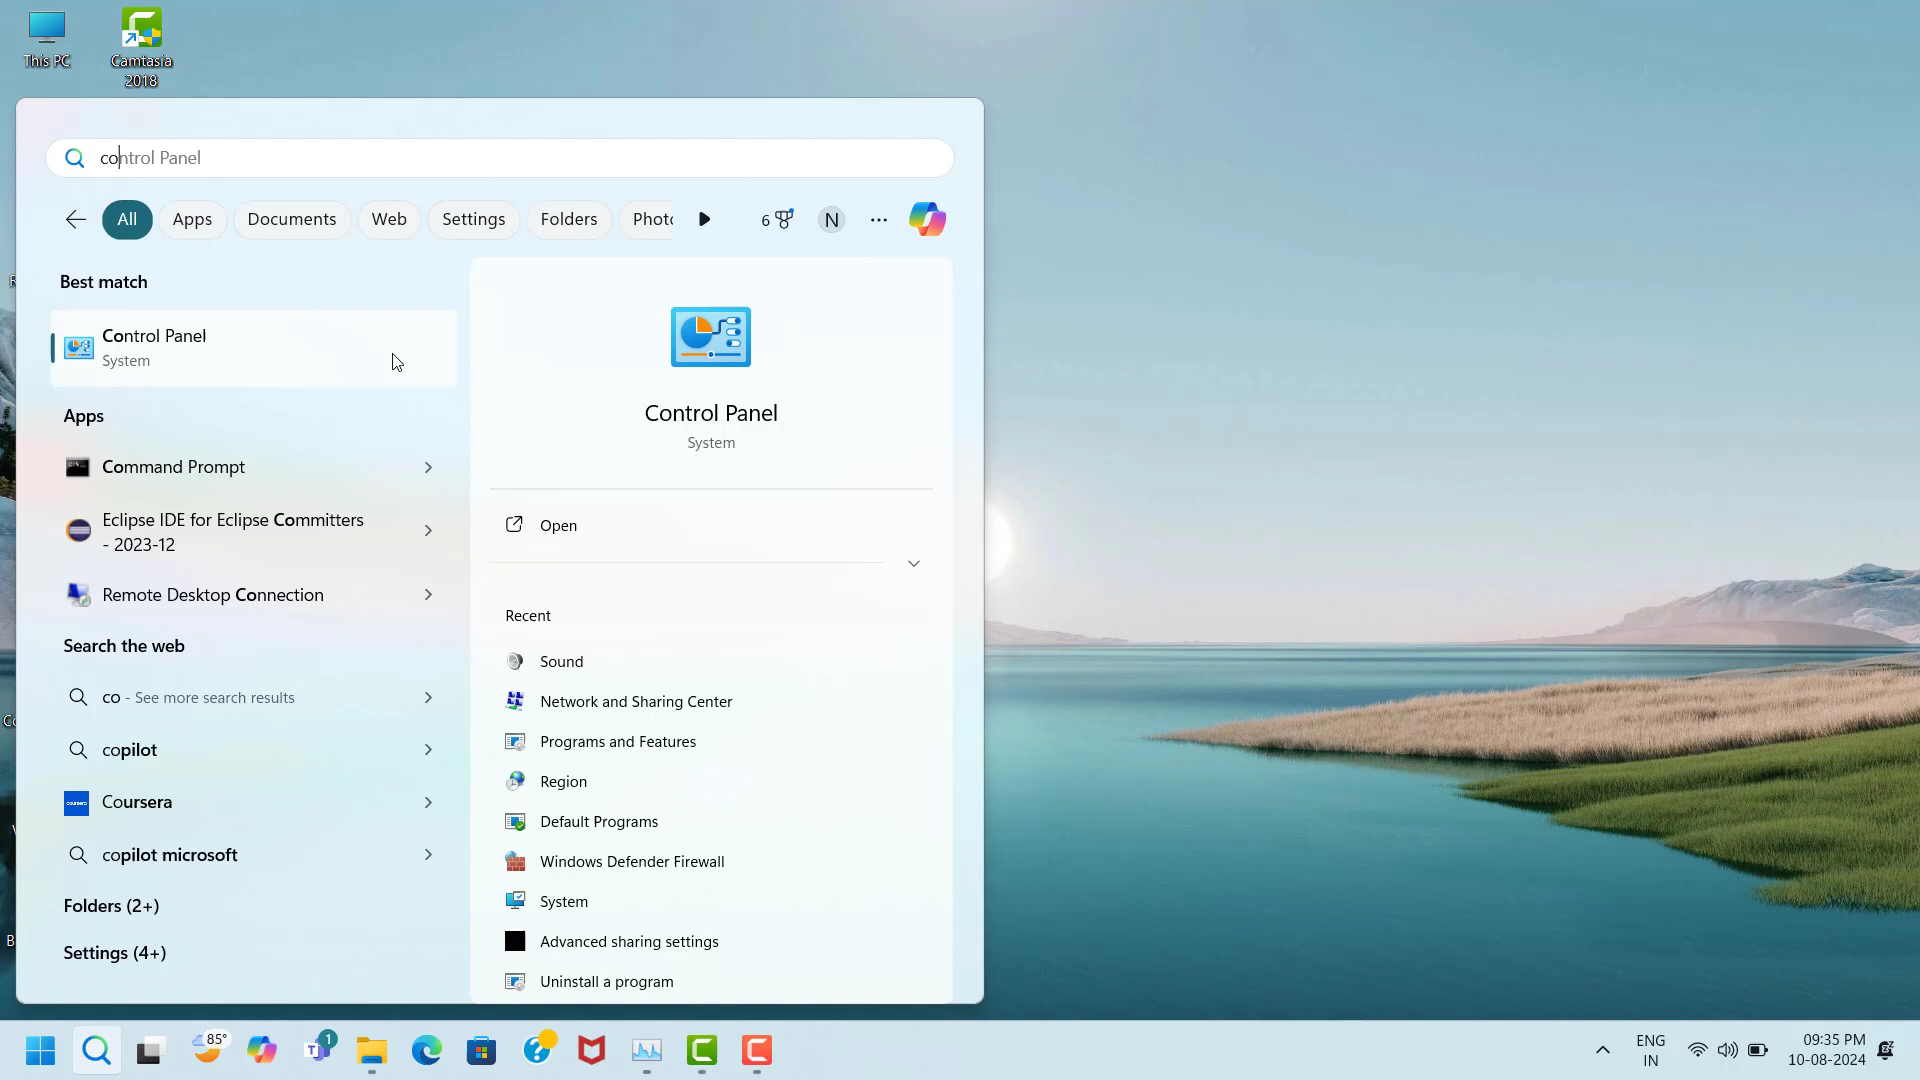 This PC
Camtasia
2018
control Panel
All
Apps
Documents
Web
Settings
Folders
Photo
6
N
Best match
Control Panel
System
Apps
Command Prompt
Eclipse IDE for Eclipse Committers
- 2023-12
Remote Desktop Connection
Search the web
co - See more search results
copilot
Coursera
copilot microsoft
Folders (2+)
Settings (4+)
Control Panel
System
Open
Recent
Sound
Network and Sharing Center
Programs and Features
Region
Default Programs
Windows Defender Firewall
System
Advanced sharing settings
Uninstall a program
85°
1
ENG
IN
09:35 PM
10-08-2024